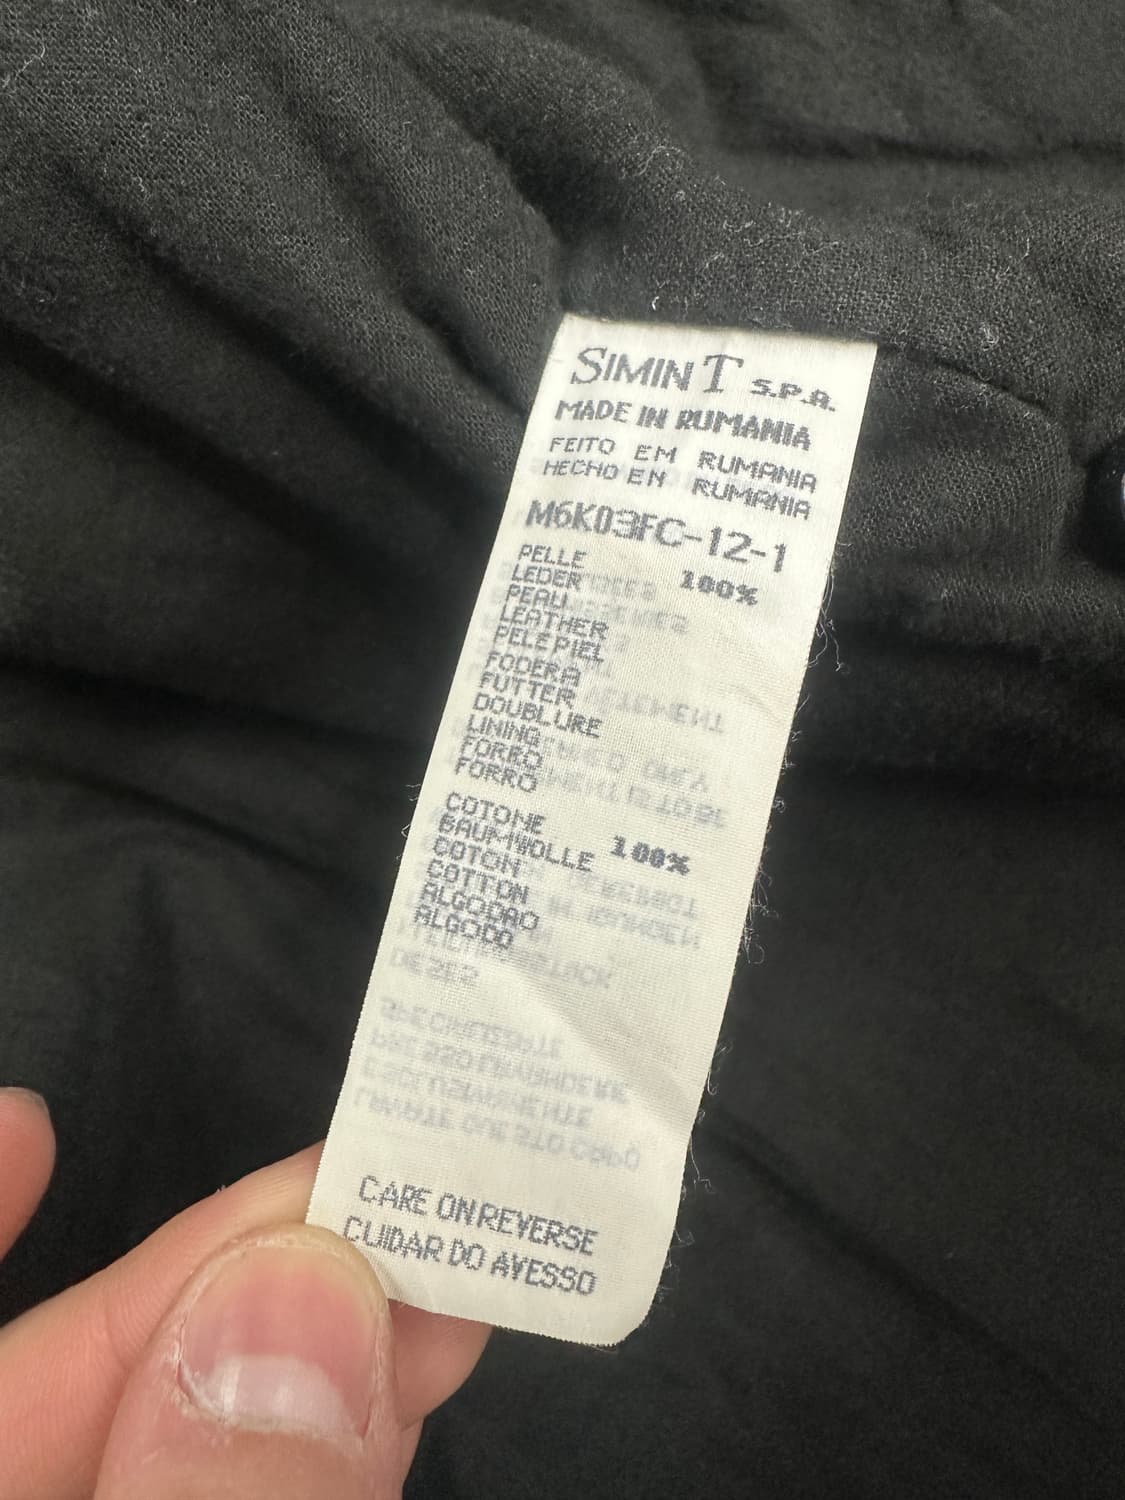 SIMINT S.P.A.
MADE IN RUMANIA
FEITO EM RUMANIA
HECHO EN RUMANIA
M6K03FC-12-1
PELLE
LEDER 100%
PEAU
LEATHER
PELE PIEL
FODERA
FUTTER
DOUBLURE
LINING
FORRO
FORRO
COTONE
BAUMWOLLE 100%
COTON
COTTON
ALGODAO
ALGODO
CARE ON REVERSE
CUIDAR DO AVESSO